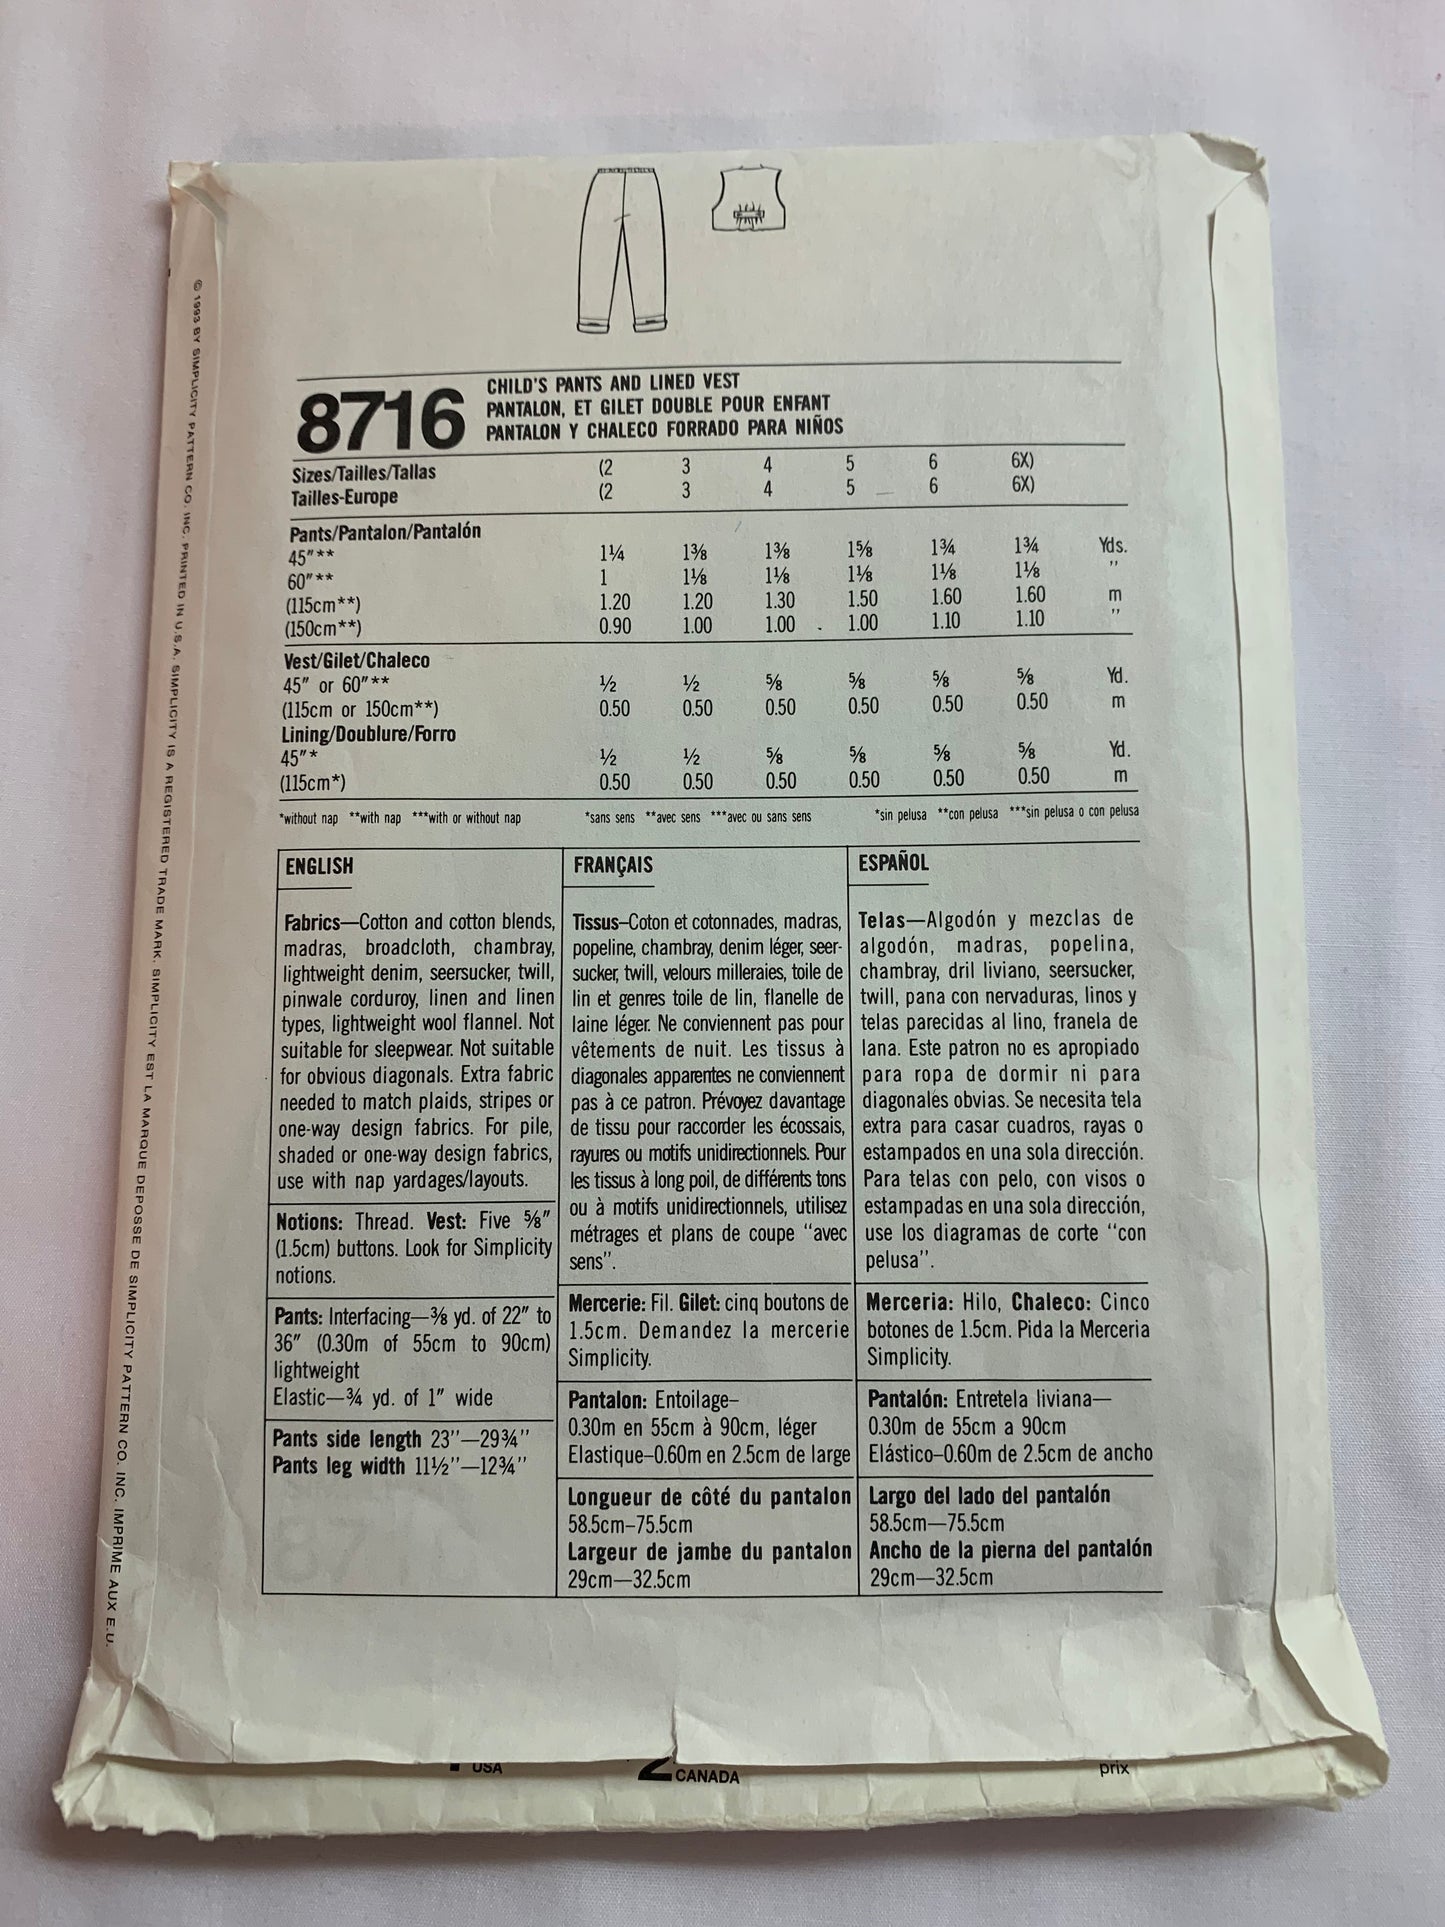 © 1993 BY SIMPLICITY PATTERN CO. INC. PRINTED IN U.S.A. SIMPLICITY IS A REGISTERED TRADE MARK. SIMPLICITY EST LA MARQUE DEPOSSE DE SIMPLICITY PATTERN CO. INC. IMPRIME AUX E.U.
8716
CHILD'S PANTS AND LINED VEST
PANTALON, ET GILET DOUBLE POUR ENFANT
PANTALON Y CHALECO FORRADO PARA NIÑOS
Sizes/Tailles/Tallas (2 3 4 5 6 6X)
Tailles-Europe (2 3 4 5 6 6X)
Pants/Pantalon/Pantalón
45"** 1¼ 1⅜ 1⅜ 1⅝ 1¾ 1¾ Yds.
60"** 1 1⅛ 1⅛ 1⅛ 1⅛ 1⅛ "
(115cm**) 1.20 1.20 1.30 1.50 1.60 1.60 m
(150cm**) 0.90 1.00 1.00 1.00 1.10 1.10 "
Vest/Gilet/Chaleco
45" or 60"** ½ ½ ⅝ ⅝ ⅝ ⅝ Yd.
(115cm or 150cm**) 0.50 0.50 0.50 0.50 0.50 0.50 m
Lining/Doublure/Forro
45"* ½ ½ ⅝ ⅝ ⅝ ⅝ Yd.
(115cm*) 0.50 0.50 0.50 0.50 0.50 0.50 m
*without nap **with nap ***with or without nap *sans sens **avec sens ***avec ou sans sens *sin pelusa **con pelusa ***sin pelusa o con pelusa
ENGLISH
Fabrics—Cotton and cotton blends,
madras, broadcloth, chambray,
lightweight denim, seersucker, twill,
pinwale corduroy, linen and linen
types, lightweight wool flannel. Not
suitable for sleepwear. Not suitable
for obvious diagonals. Extra fabric
needed to match plaids, stripes or
one-way design fabrics. For pile,
shaded or one-way design fabrics,
use with nap yardages/layouts.
Notions: Thread. Vest: Five ⅝"
(1.5cm) buttons. Look for Simplicity
notions.
Pants: Interfacing—⅜ yd. of 22" to
36" (0.30m of 55cm to 90cm)
lightweight
Elastic—¾ yd. of 1" wide
Pants side length 23"—29¾"
Pants leg width 11½"—12¾"
FRANÇAIS
Tissus–Coton et cotonnades, madras,
popeline, chambray, denim léger, seer-
sucker, twill, velours milleraies, toile de
lin et genres toile de lin, flanelle de
laine léger. Ne conviennent pas pour
vêtements de nuit. Les tissus à
diagonales apparentes ne conviennent
pas à ce patron. Prévoyez davantage
de tissu pour raccorder les écossais,
rayures ou motifs unidirectionnels. Pour
les tissus à long poil, de différents tons
ou à motifs unidirectionnels, utilisez
métrages et plans de coupe "avec
sens".
Mercerie: Fil. Gilet: cinq boutons de
1.5cm. Demandez la mercerie
Simplicity.
Pantalon: Entoilage–
0.30m en 55cm à 90cm, léger
Elastique–0.60m en 2.5cm de large
Longueur de côté du pantalon
58.5cm–75.5cm
Largeur de jambe du pantalon
29cm—32.5cm
ESPAÑOL
Telas—Algodón y mezclas de
algodón, madras, popelina,
chambray, dril liviano, seersucker,
twill, pana con nervaduras, linos y
telas parecidas al lino, franela de
lana. Este patron no es apropiado
para ropa de dormir ni para
diagonales obvias. Se necesita tela
extra para casar cuadros, rayas o
estampados en una sola dirección.
Para telas con pelo, con visos o
estampadas en una sola dirección,
use los diagramas de corte "con
pelusa".
Merceria: Hilo, Chaleco: Cinco
botones de 1.5cm. Pida la Merceria
Simplicity.
Pantalón: Entretela liviana—
0.30m de 55cm a 90cm
Elástico–0.60m de 2.5cm de ancho
Largo del lado del pantalón
58.5cm—75.5cm
Ancho de la pierna del pantalón
29cm—32.5cm
USA
CANADA
prix